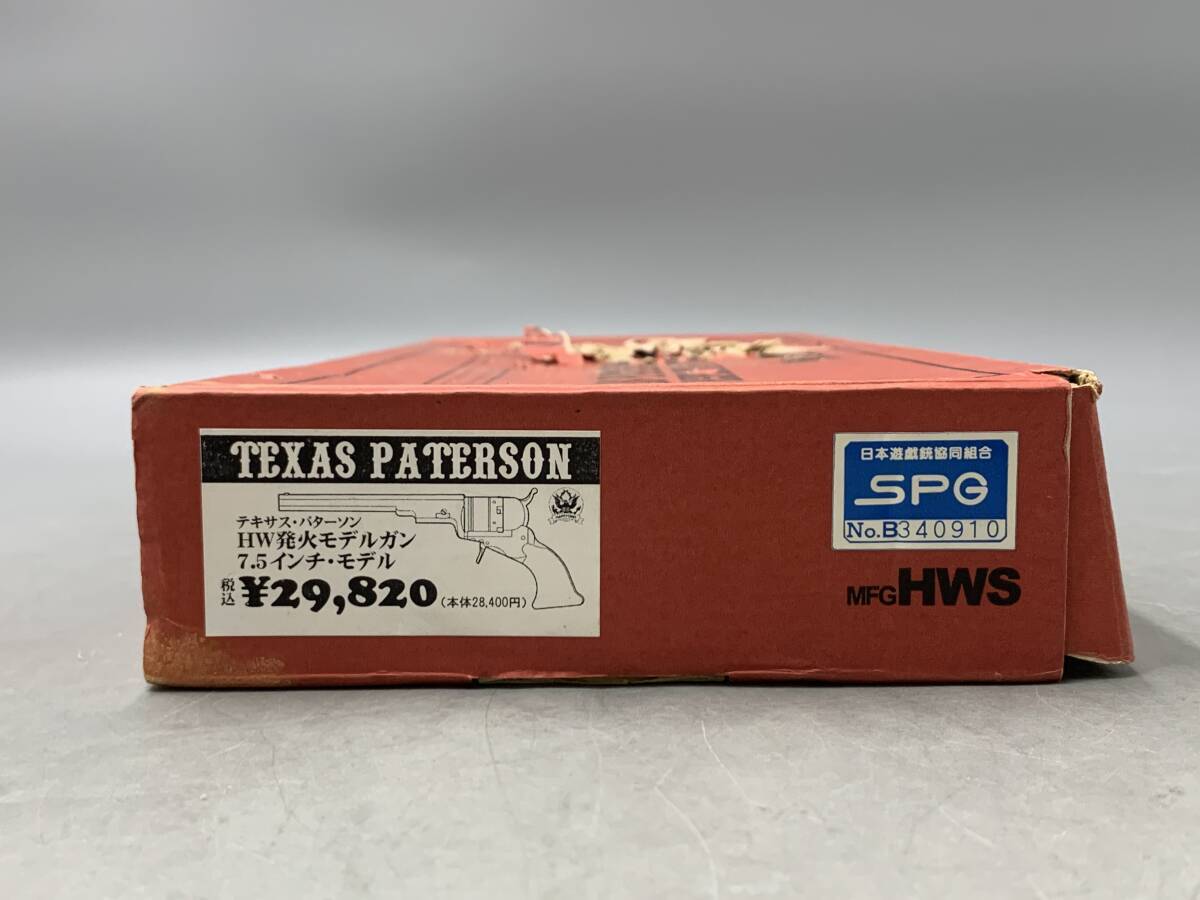 TEXAS PATERSON
テキサス・パターソン
HW発火モデルガン
7.5インチ・モデル
税込 ¥29,820 (本体28,400円)
日本遊戯銃協同組合
SPG
No.B340910
MFG HWS